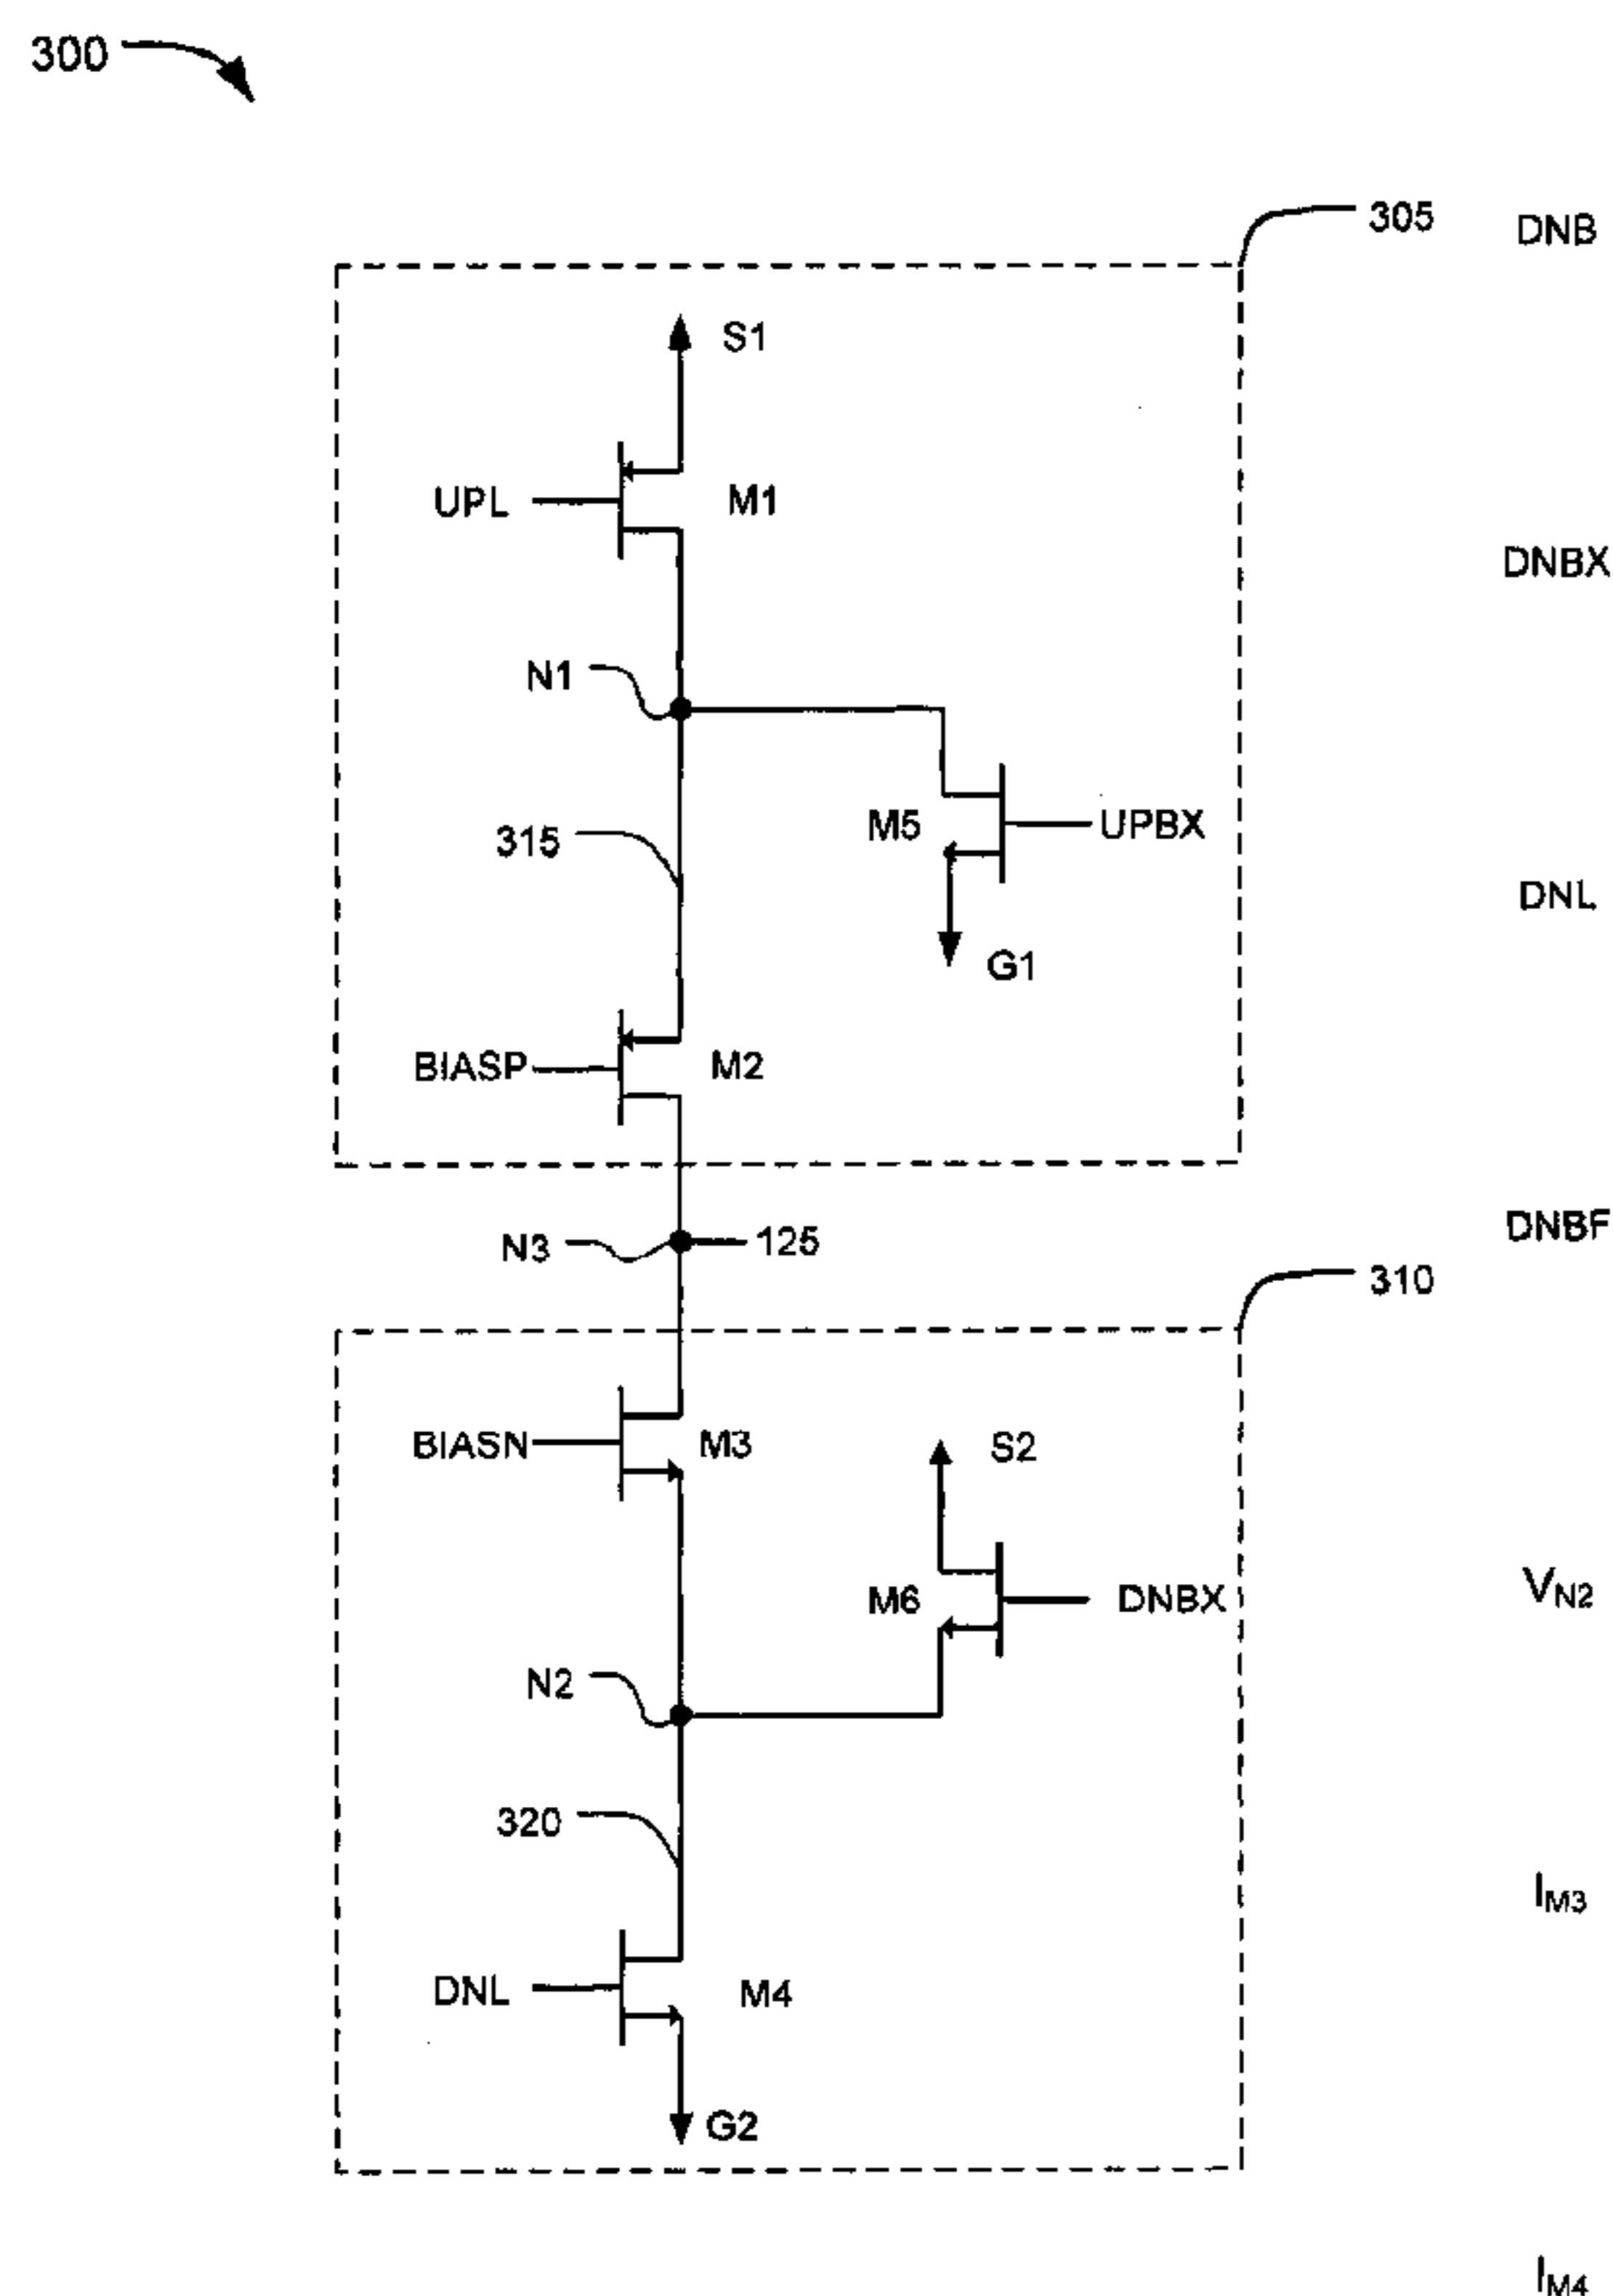 300
305
DNB
S1
UPL
M1
DNBX
N1
M5
UPBX
315
DNL
G1
BIASP
M2
N3
125
DNBF
310
BIASN
M3
S2
M6
DNBX
VN2
N2
320
IM3
DNL
M4
G2
IM4